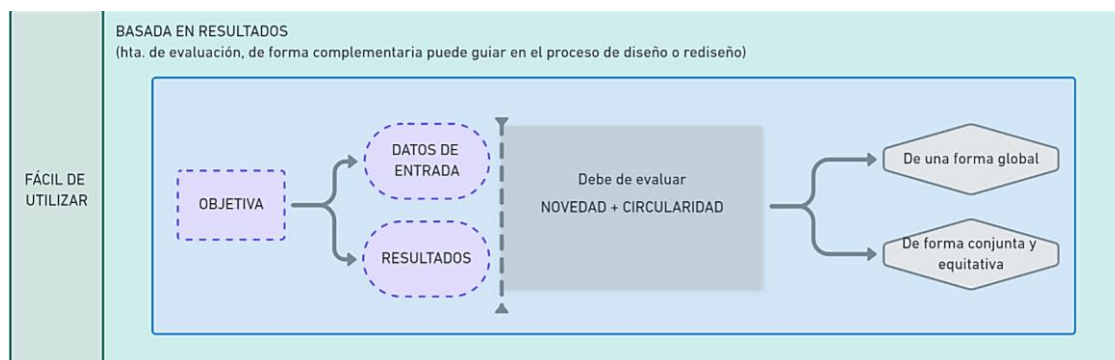 BASADA EN RESULTADOS
(hta. de evaluación, de forma complementaria puede guiar en el proceso de diseño o rediseño)
FÁCIL DE
UTILIZAR
OBJETIVA
DATOS DE
ENTRADA
RESULTADOS
Debe de evaluar
NOVEDAD + CIRCULARIDAD
De una forma global
De forma conjunta y
equitativa